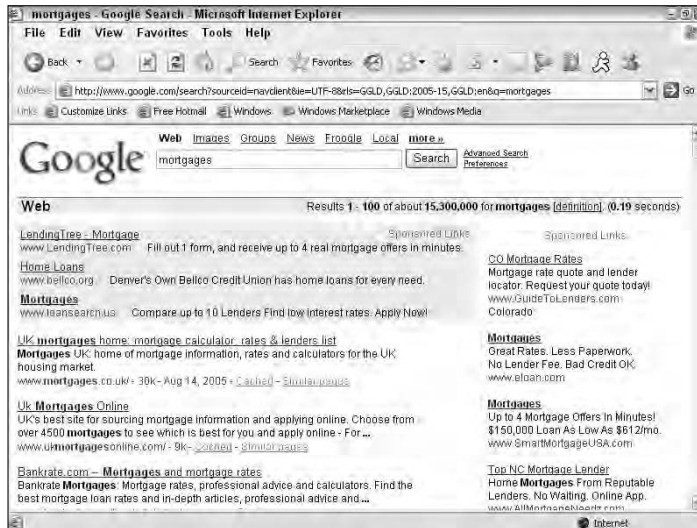 mortgages - Google Search - Microsoft Internet Explorer
File Edit View Favorites Tools Help
Back Search Favorites
Address http://www.google.com/search?sourceid=navclient&ie=UTF-8&rls=GGLD,GGLD:2005-15,GGLD:en&q=mortgages Go
Links Customize Links Free Hotmail Windows Windows Marketplace Windows Media
Web Images Groups News Froogle Local more »
Google mortgages Search Advanced Search
Preferences
Web Results 1 - 100 of about 15,300,000 for mortgages [definition]. (0.19 seconds)
LendingTree - Mortgage Sponsored Links
www.LendingTree.com Fill out 1 form, and receive up to 4 real mortgage offers in minutes.
Home Loans
www.bellco.org Denver's Own Bellco Credit Union has home loans for every need.
Mortgages
www.loansearch.us Compare up to 10 Lenders Find low interest rates. Apply Now!
UK mortgages home: mortgage calculator, rates & lenders list
Mortgages UK: home of mortgage information, rates and calculators for the UK
housing market.
www.mortgages.co.uk/ - 30k - Aug 14, 2005 - Cached - Similar pages
Uk Mortgages Online
UK's best site for sourcing mortgage information and applying online. Choose from
over 4500 mortgages to see which is best for you and apply online - For ...
www.ukmortgagesonline.com/ - 9k - Cached - Similar pages
Bankrate.com – Mortgages and mortgage rates
Bankrate Mortgages: Mortgage rates, professional advice and calculators. Find the
best mortgage loan rates and in-depth articles, professional advice and ...
Sponsored Links
CO Mortgage Rates
Mortgage rate quote and lender
locator. Request your quote today!
www.GuideToLenders.com
Colorado
Mortgages
Great Rates. Less Paperwork.
No Lender Fee. Bad Credit OK.
www.eloan.com
Mortgages
Up to 4 Mortgage Offers In Minutes!
$150,000 Loan As Low As $612/mo.
www.SmartMortgageUSA.com
Top NC Mortgage Lender
Home Mortgages From Reputable
Lenders. No Waiting. Online App.
www.AllMortgageNeedz.com
Internet